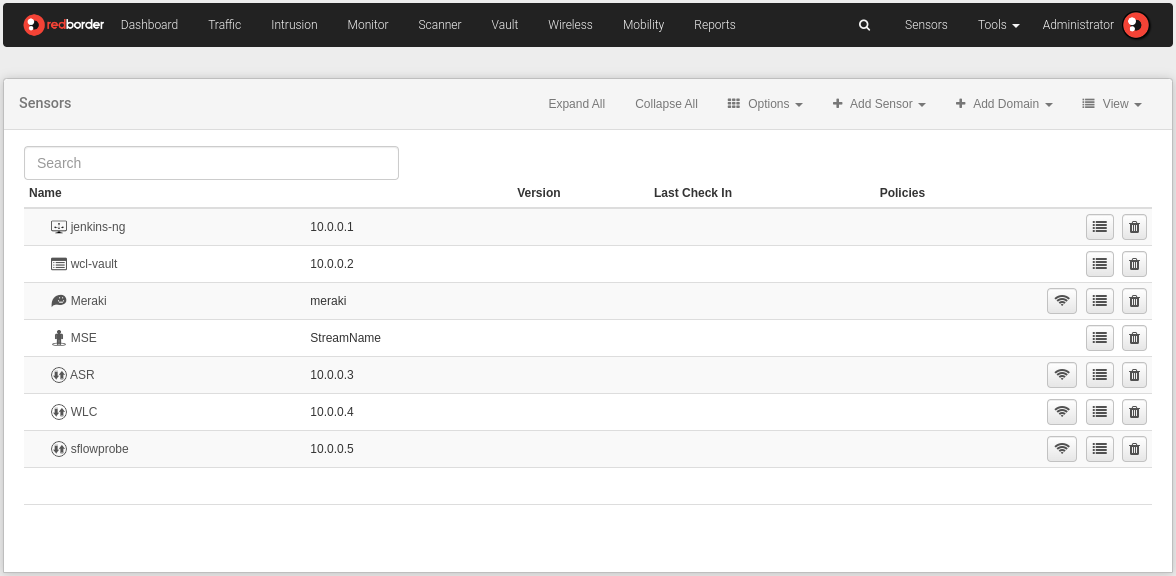 redborder Dashboard Traffic Intrusion Monitor Scanner Vault Wireless Mobility Reports Sensors Tools Administrator
Sensors Expand All Collapse All Options Add Sensor Add Domain View
Search
Name Version Last Check In Policies
jenkins-ng 10.0.0.1
wcl-vault 10.0.0.2
Meraki meraki
MSE StreamName
ASR 10.0.0.3
WLC 10.0.0.4
sflowprobe 10.0.0.5